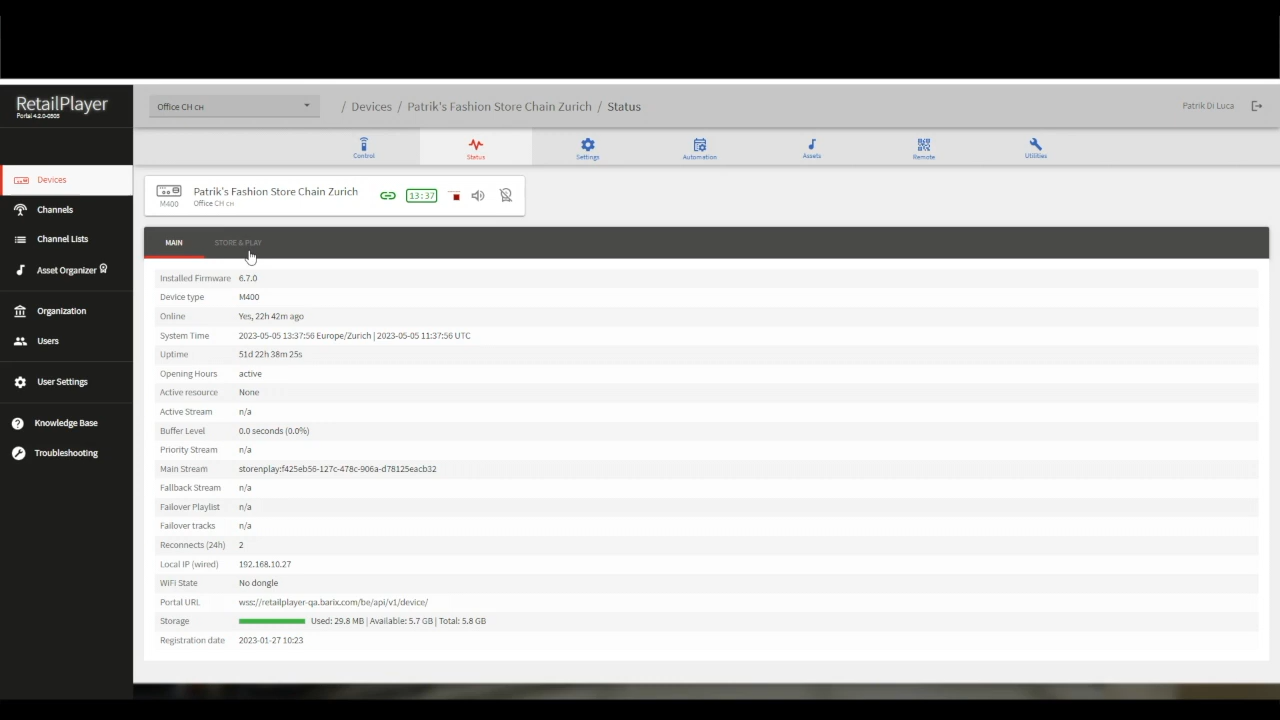 RetailPlayer
Portal 4.2.0-0505
Office CH CH
/ Devices / Patrik's Fashion Store Chain Zurich / Status
Patrik Di Luca
Control
Status
Settings
Automation
Assets
Remote
Utilities
Devices
Channels
Channel Lists
Asset Organizer
Organization
Users
User Settings
Knowledge Base
Troubleshooting
M400
Patrik's Fashion Store Chain Zurich
Office CH CH
13:37
MAIN
STORE & PLAY
Installed Firmware 6.7.0
Device type M400
Online Yes, 22h 42m ago
System Time 2023-05-05 13:37:56 Europe/Zurich | 2023-05-05 11:37:56 UTC
Uptime 51d 22h 38m 25s
Opening Hours active
Active resource None
Active Stream n/a
Buffer Level 0.0 seconds (0.0%)
Priority Stream n/a
Main Stream storenplay:f425eb56-127c-478c-906a-d78125eacb32
Fallback Stream n/a
Failover Playlist n/a
Failover tracks n/a
Reconnects (24h) 2
Local IP (wired) 192.168.10.27
WiFi State No dongle
Portal URL wss://retailplayer-qa.barix.com/be/api/v1/device/
Storage Used: 29.8 MB | Available: 5.7 GB | Total: 5.8 GB
Registration date 2023-01-27 10:23